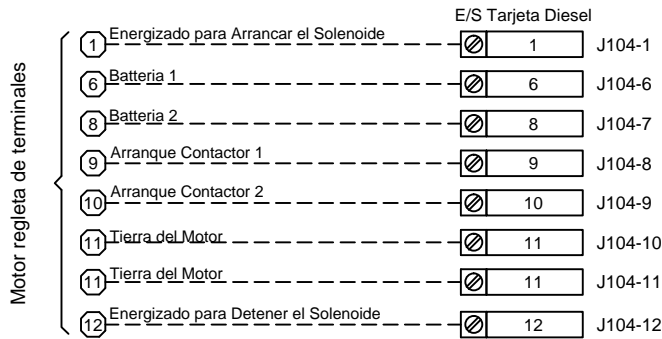 E/S Tarjeta Diesel
Motor regleta de terminales
1 Energizado para Arrancar el Solenoide 1 J104-1
6 Batteria 1 6 J104-6
8 Batteria 2 8 J104-7
9 Arranque Contactor 1 9 J104-8
10 Arranque Contactor 2 10 J104-9
11 Tierra del Motor 11 J104-10
11 Tierra del Motor 11 J104-11
12 Energizado para Detener el Solenoide 12 J104-12